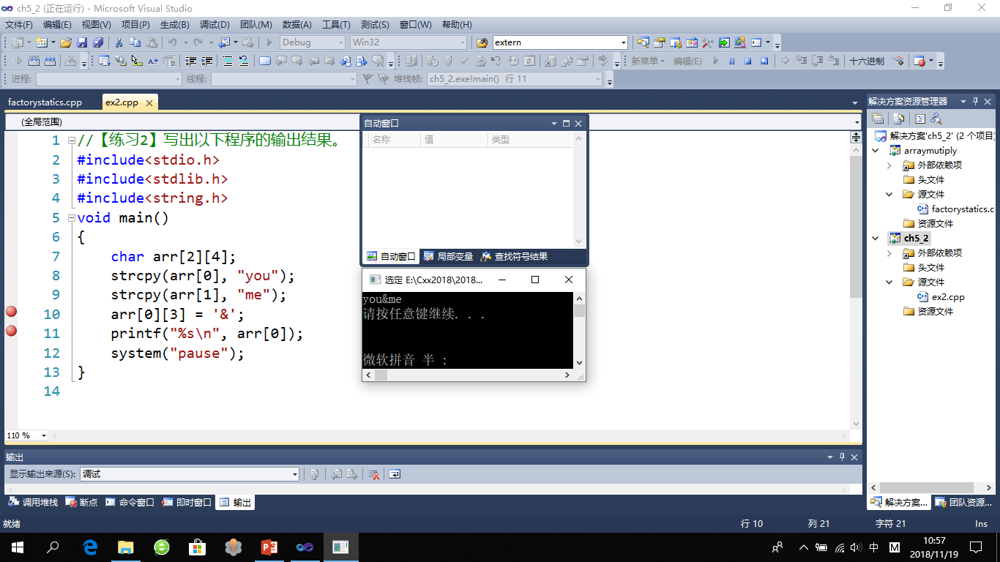 ch5_2 (正在运行) - Microsoft Visual Studio
文件(F) 编辑(E) 视图(V) 项目(P) 生成(B) 调试(D) 团队(M) 数据(A) 工具(T) 测试(S) 窗口(W) 帮助(H)
Debug Win32 extern
新菜单 编辑(E) 十六进制
进程: 线程: 堆栈帧: ch5_2.exe!main() 行 11
factorystatics.cpp ex2.cpp
(全局范围)
1 //【练习2】写出以下程序的输出结果。
2 #include<stdio.h>
3 #include<stdlib.h>
4 #include<string.h>
5 void main()
6 {
7 char arr[2][4];
8 strcpy(arr[0], "you");
9 strcpy(arr[1], "me");
10 arr[0][3] = '&';
11 printf("%s\n", arr[0]);
12 system("pause");
13 }
14
110 %
自动窗口
名称 值 类型
自动窗口 局部变量 查找符号结果
选定 E:\Cxx2018\2018...
you&me
请按任意键继续. . .
微软拼音 半 :
解决方案资源管理器
解决方案'ch5_2' (2 个项目)
arraymutiply
外部依赖项
头文件
源文件
factorystatics.c
资源文件
ch5_2
外部依赖项
头文件
源文件
ex2.cpp
资源文件
解决方案... 团队资源...
输出
显示输出来源(S): 调试
调用堆栈 断点 命令窗口 即时窗口 输出
就绪 行 10 列 21 字符 21 Ins
中 M 10:57
2018/11/19